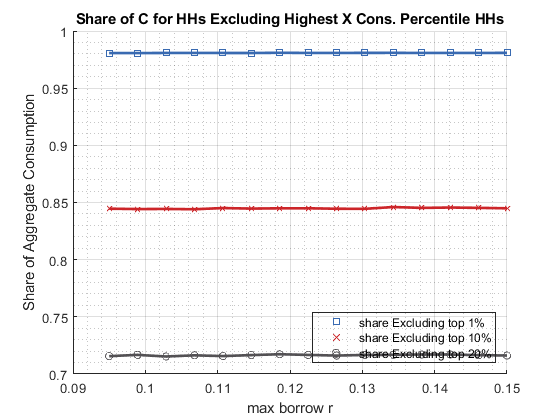 Share of C for HHs Excluding Highest X Cons. Percentile HHs
1
0.95
0.9
0.85
0.8
0.75
0.7
Share of Aggregate Consumption
share Excluding top 1%
share Excluding top 10%
share Excluding top 20%
0.09
0.1
0.11
0.12
0.13
0.14
0.15
max borrow r